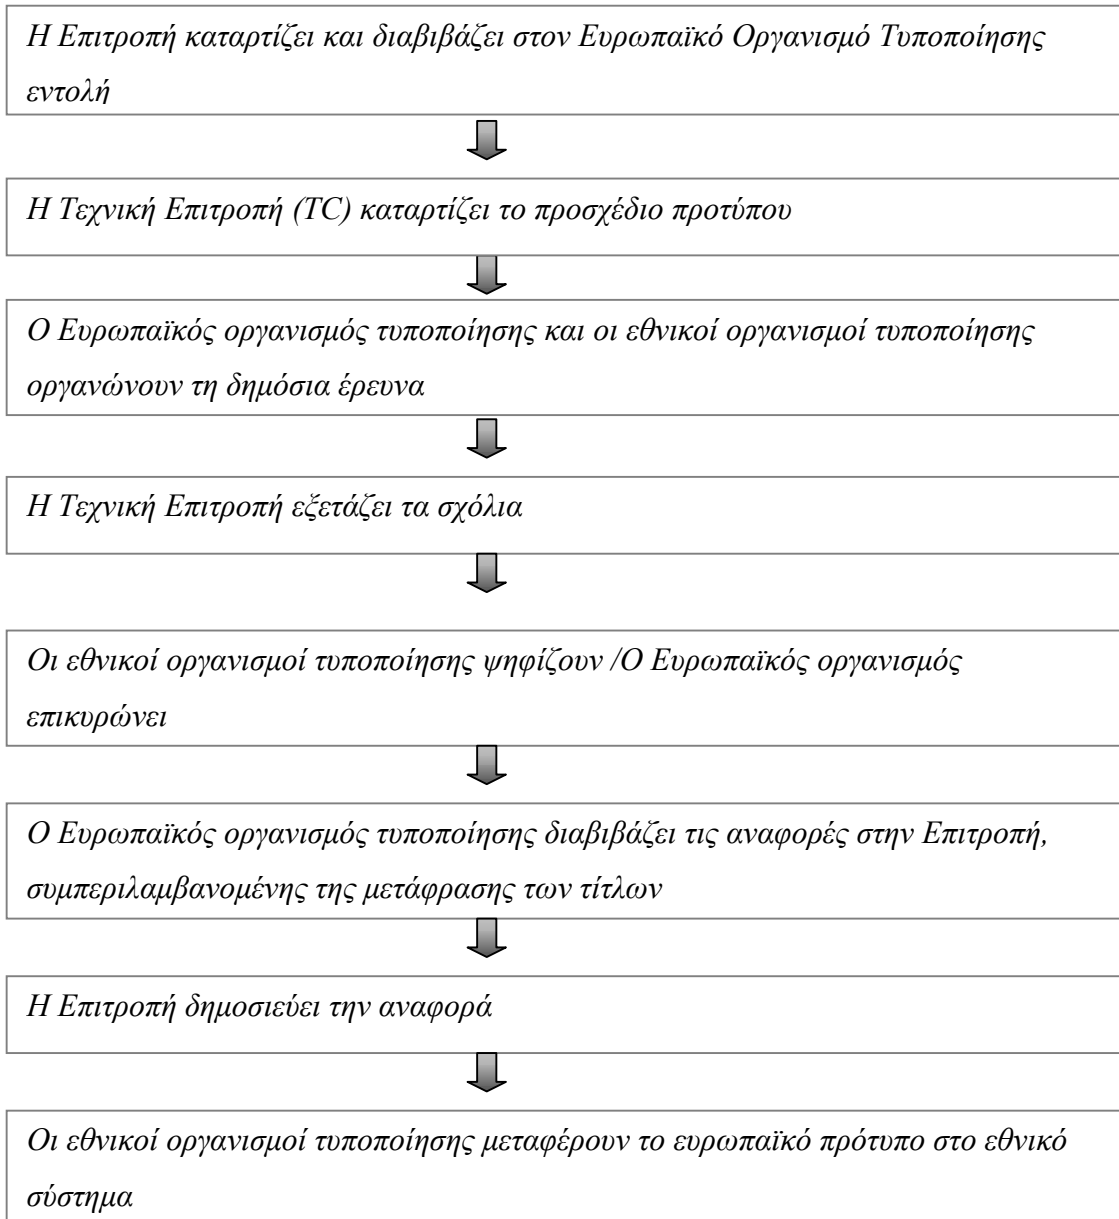 Η Επιτροπή καταρτίζει και διαβιβάζει στον Ευρωπαϊκό Οργανισμό Τυποποίησης
εντολή
Η Τεχνική Επιτροπή (TC) καταρτίζει το προσχέδιο προτύπου
Ο Ευρωπαϊκός οργανισμός τυποποίησης και οι εθνικοί οργανισμοί τυποποίησης
οργανώνουν τη δημόσια έρευνα
Η Τεχνική Επιτροπή εξετάζει τα σχόλια
Οι εθνικοί οργανισμοί τυποποίησης ψηφίζουν /Ο Ευρωπαϊκός οργανισμός
επικυρώνει
Ο Ευρωπαϊκός οργανισμός τυποποίησης διαβιβάζει τις αναφορές στην Επιτροπή,
συμπεριλαμβανομένης της μετάφρασης των τίτλων
Η Επιτροπή δημοσιεύει την αναφορά
Οι εθνικοί οργανισμοί τυποποίησης μεταφέρουν το ευρωπαϊκό πρότυπο στο εθνικό
σύστημα